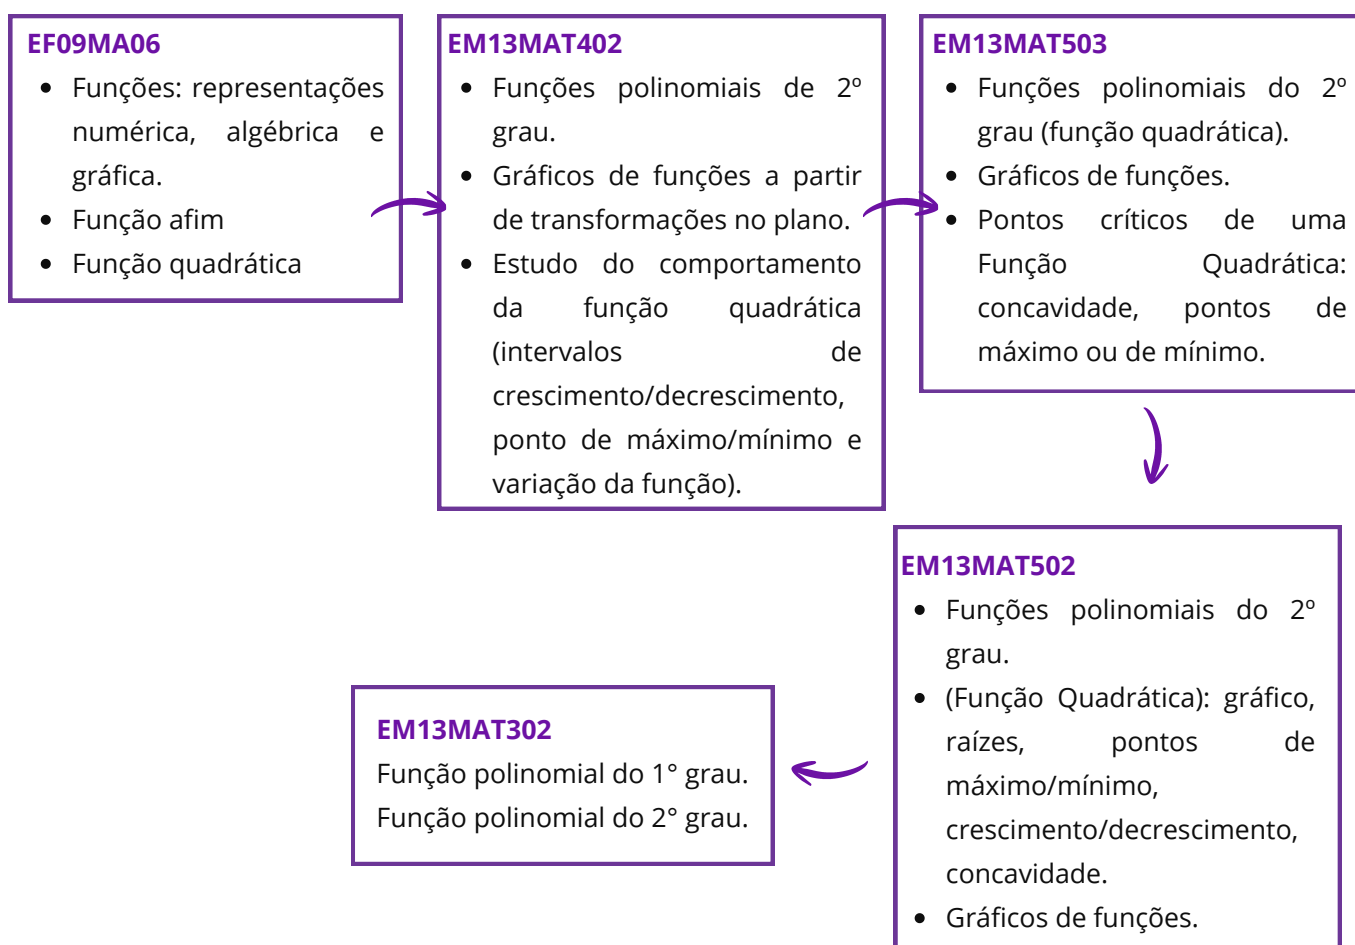 EF09MA06
• Funções: representações
numérica, algébrica e
gráfica.
• Função afim
• Função quadrática
EM13MAT402
• Funções polinomiais de 2º
grau.
• Gráficos de funções a partir
de transformações no plano.
• Estudo do comportamento
da função quadrática
(intervalos de
crescimento/decrescimento,
ponto de máximo/mínimo e
variação da função).
EM13MAT503
• Funções polinomiais do 2º
grau (função quadrática).
• Gráficos de funções.
• Pontos críticos de uma
Função Quadrática:
concavidade, pontos de
máximo ou de mínimo.
EM13MAT502
• Funções polinomiais do 2º
grau.
• (Função Quadrática): gráfico,
raízes, pontos de
máximo/mínimo,
crescimento/decrescimento,
concavidade.
• Gráficos de funções.
EM13MAT302
Função polinomial do 1° grau.
Função polinomial do 2° grau.